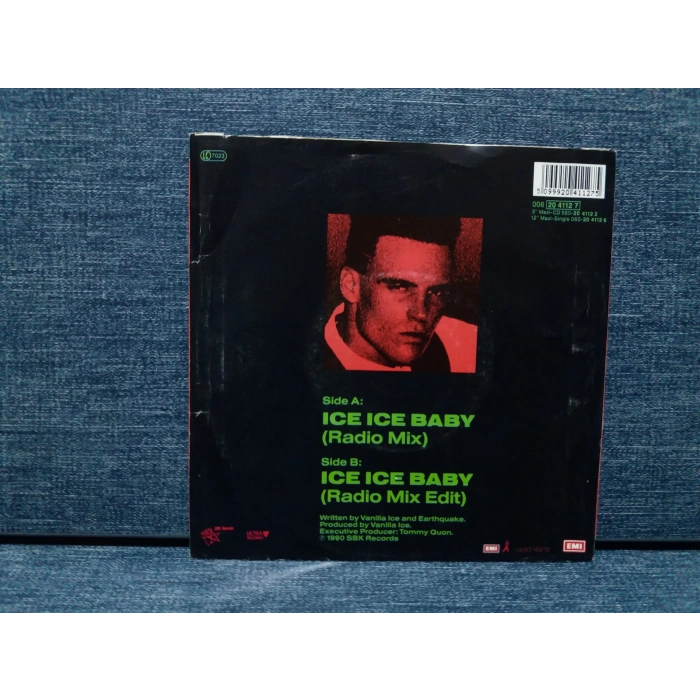 LC 7023
5 099920 411275
006 20 4112 7
5" Maxi-CD 560-20 4112 2
12" Maxi-Single 060-20 4112 6
Side A:
ICE ICE BABY
(Radio Mix)
Side B:
ICE ICE BABY
(Radio Mix Edit)
Written by Vanilla Ice and Earthquake.
Produced by Vanilla Ice.
Executive Producer: Tommy Quon.
℗ 1990 SBK Records
ULTRAX
EMI
EMI